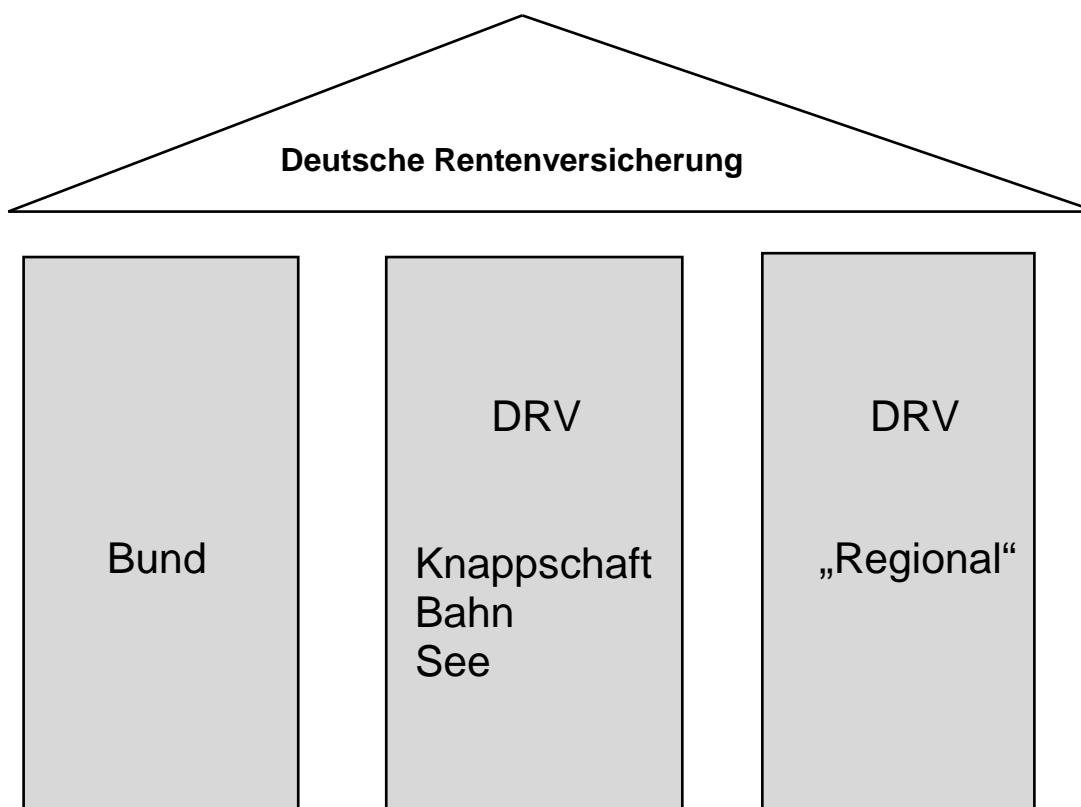 Deutsche Rentenversicherung
Bund
DRV
Knappschaft
Bahn
See
DRV
„Regional“